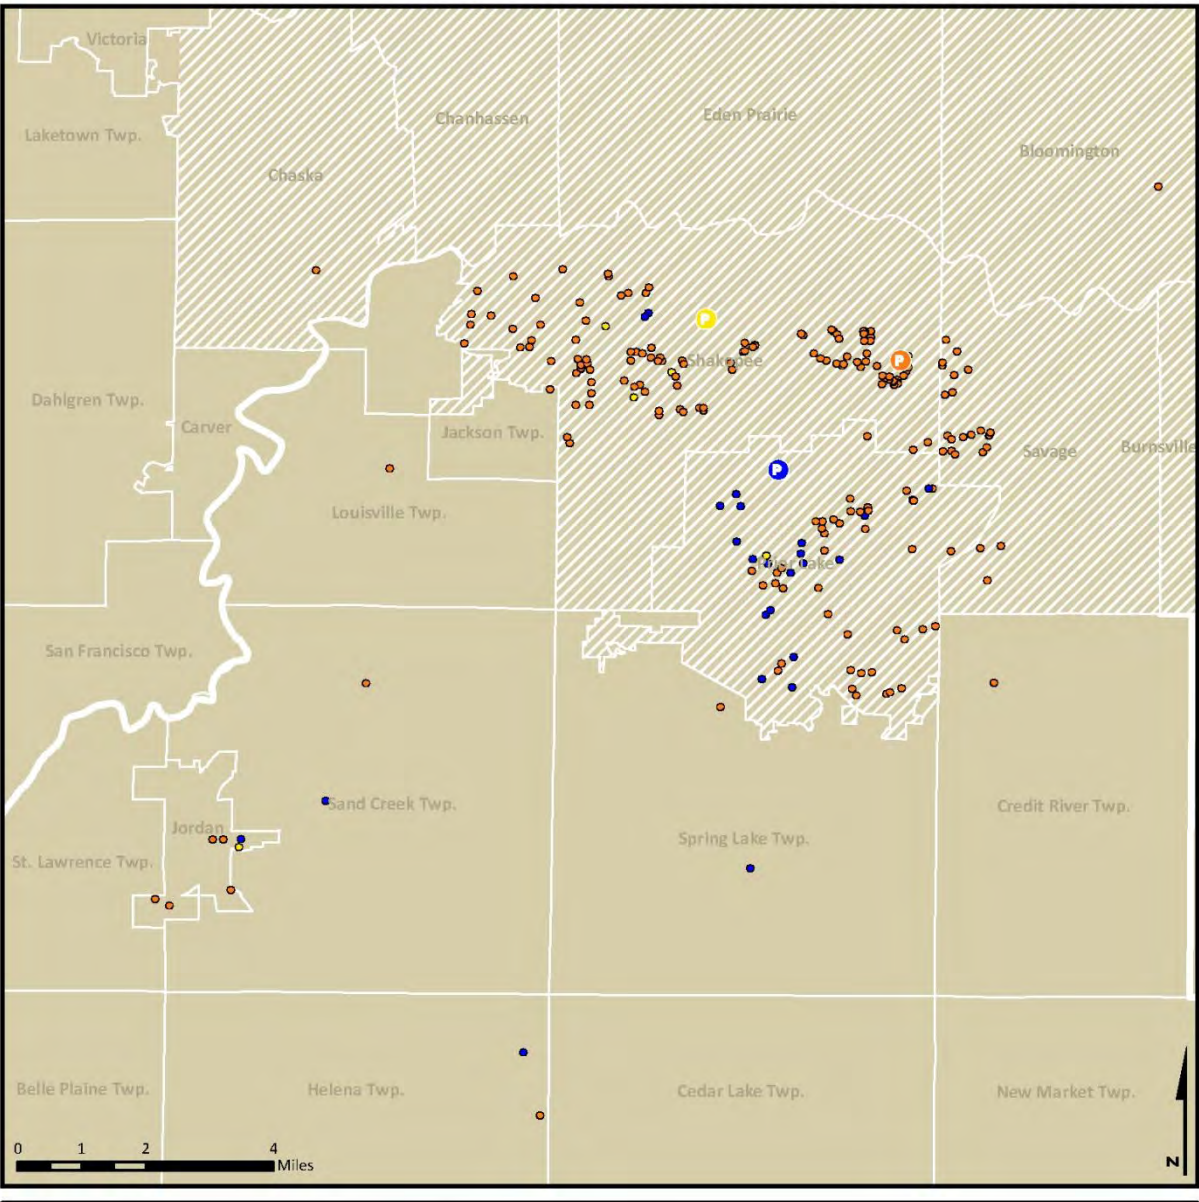 Victoria
Chanhassen
Eden Prairie
Laketown Twp.
Bloomington
Chaska
P
P
Shakopee
Dahlgren Twp.
Carver
Jackson Twp.
Savage
Burnsville
P
Louisville Twp.
Prior Lake
San Francisco Twp.
Sand Creek Twp.
Credit River Twp.
Jordan
Spring Lake Twp.
St. Lawrence Twp.
Belle Plaine Twp.
Helena Twp.
Cedar Lake Twp.
New Market Twp.
0 1 2 4
Miles
N